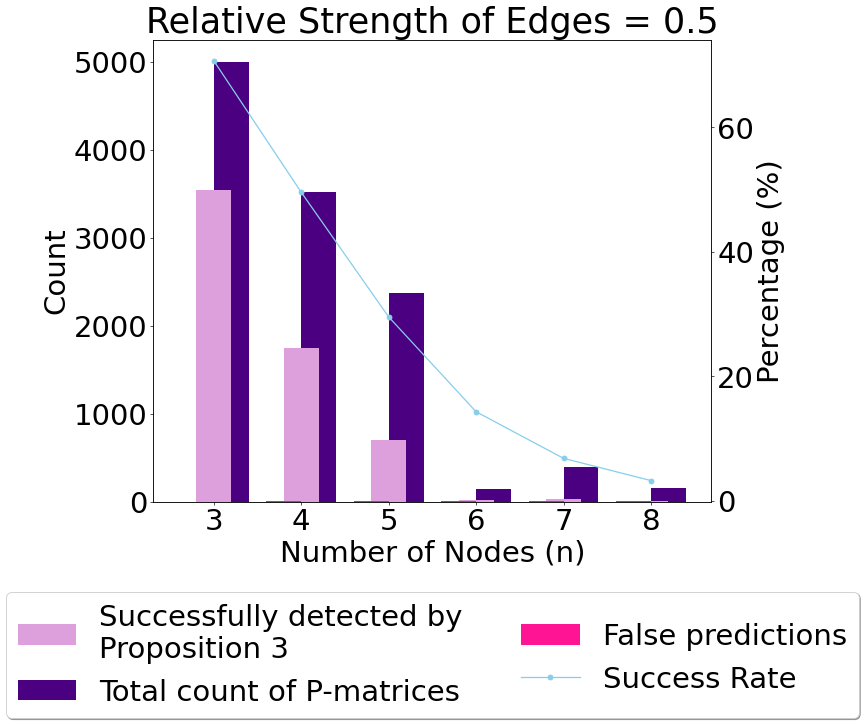 Relative Strength of Edges = 0.5
5000
4000
3000
2000
1000
0
Count
60
40
20
0
Percentage (%)
3 4 5 6 7 8
Number of Nodes (n)
Successfully detected by
Proposition 3
Total count of P-matrices
False predictions
Success Rate